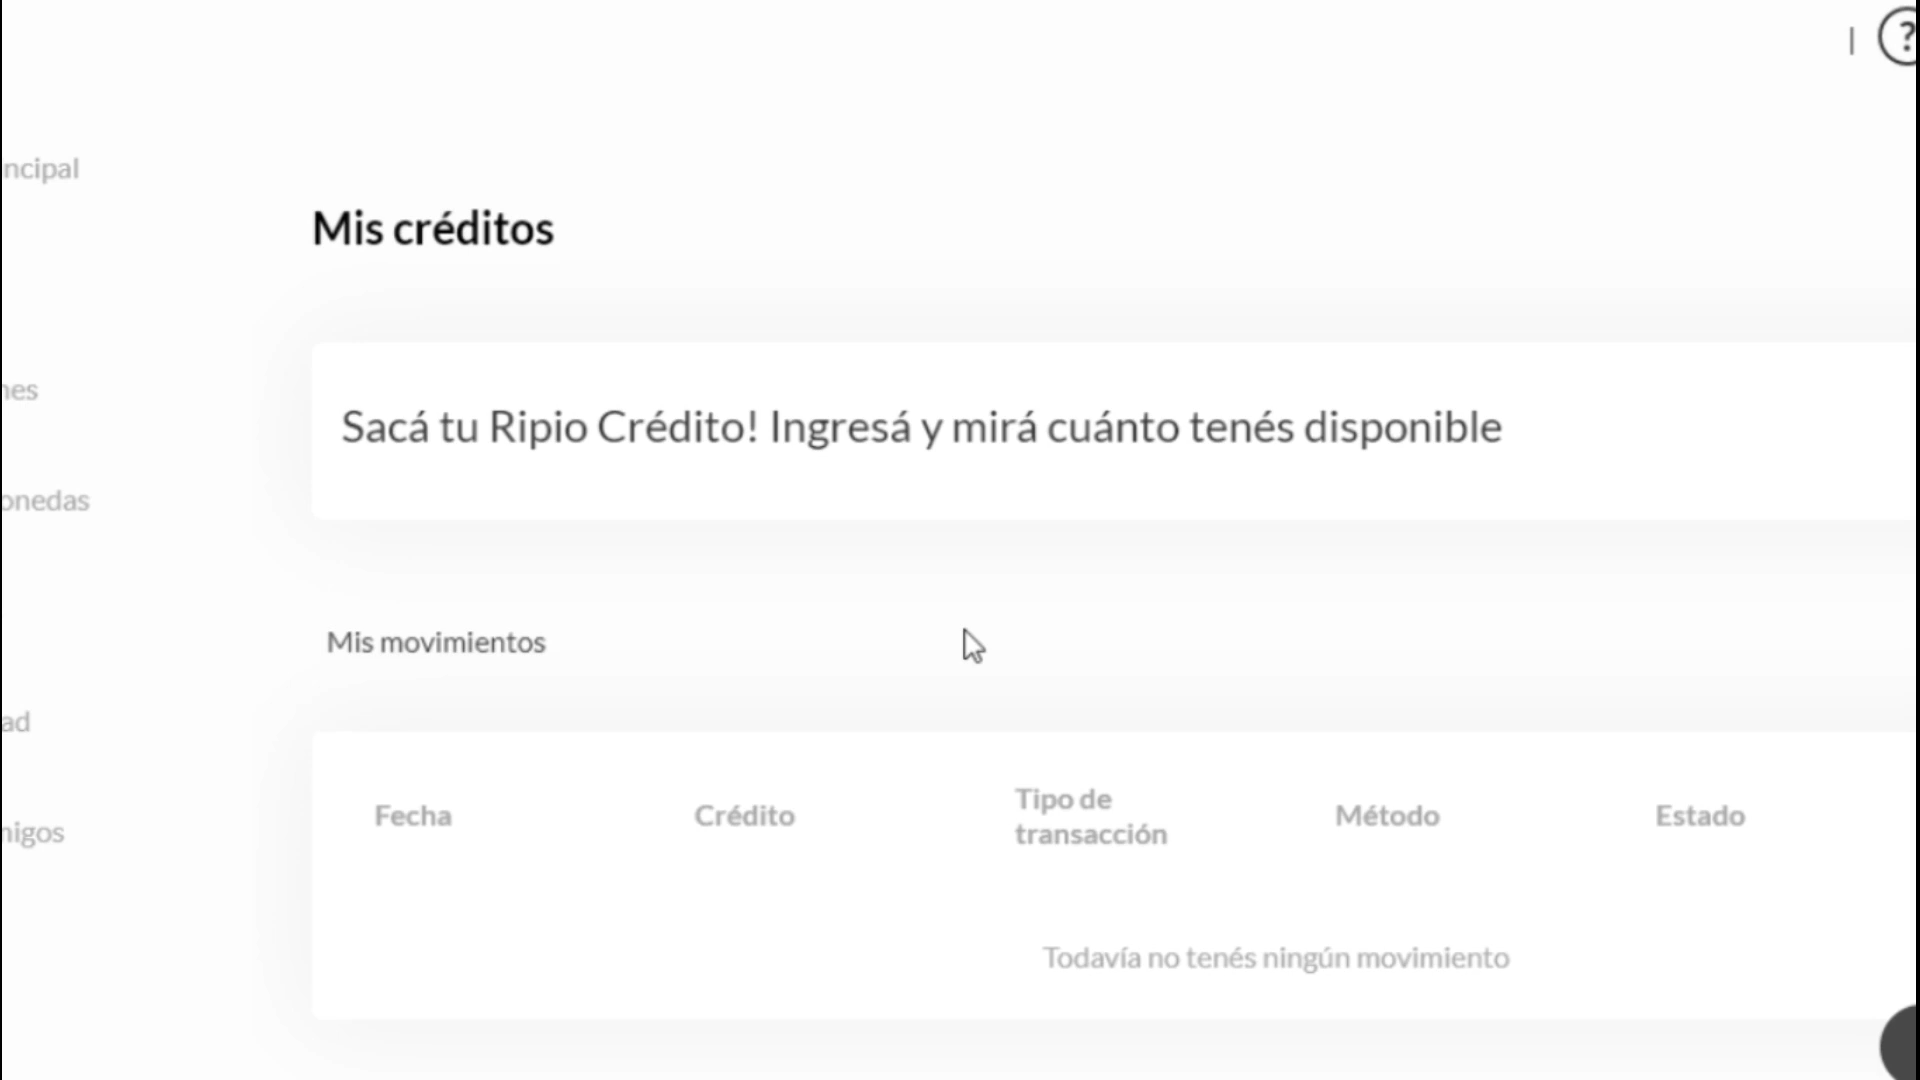 ?
ncipal
Mis créditos
nes
Sacá tu Ripio Crédito! Ingresá y mirá cuánto tenés disponible
onedas
Mis movimientos
ad
Fecha Crédito Tipo de transacción Método Estado
migos
Todavía no tenés ningún movimiento